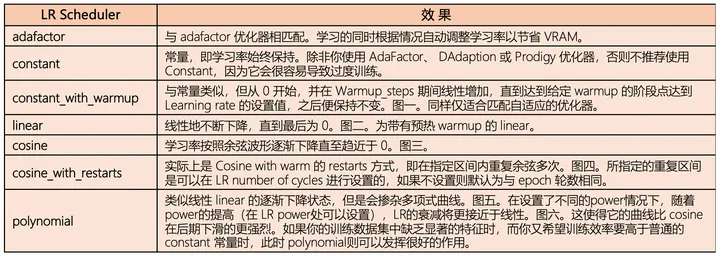 LR Scheduler
效 果
adafactor
与 adafactor 优化器相匹配。学习的同时根据情况自动调整学习率以节省 VRAM。
constant
常量，即学习率始终保持。除非你使用 AdaFactor、 DAdaption 或 Prodigy 优化器，否则不推荐使用
Constant，因为它会很容易导致过度训练。
constant_with_warmup
与常量类似，但从 0 开始，并在 Warmup_steps 期间线性增加，直到达到给定 warmup 的阶段点达到
Learning rate 的设置值，之后便保持不变。图一。同样仅适合匹配自适应的优化器。
linear
线性地不断下降，直到最后为 0。图二。为带有预热 warmup 的 linear。
cosine
学习率按照余弦波形逐渐下降直至趋近于 0。图三。
cosine_with_restarts
实际上是 Cosine with warm 的 restarts 方式，即在指定区间内重复余弦多次。图四。所指定的重复区间
是可以在 LR number of cycles 进行设置的，如果不设置则默认为与 epoch 轮数相同。
polynomial
类似线性 linear 的逐渐下降状态，但是会掺杂多项式曲线。图五。在设置了不同的power情况下，随着
power的提高（在 LR power处可以设置），LR的衰减将更接近于线性。图六。这使得它的曲线比 cosine
在后期下滑的更强烈。如果你的训练数据集中缺乏显著的特征时，而你又希望训练效率要高于普通的
constant 常量时，此时 polynomial则可以发挥很好的作用。